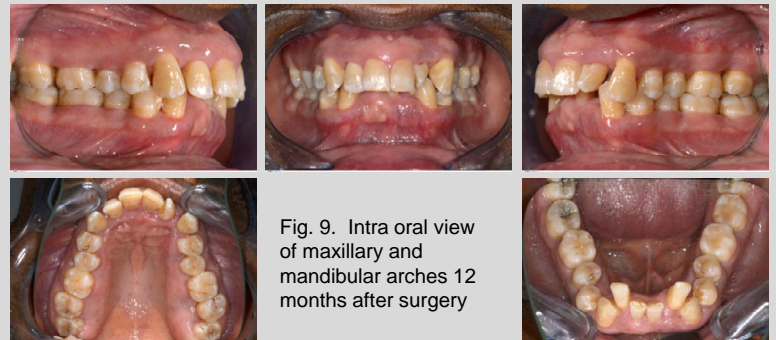 Fig. 9. Intra oral view
of maxillary and
mandibular arches 12
months after surgery